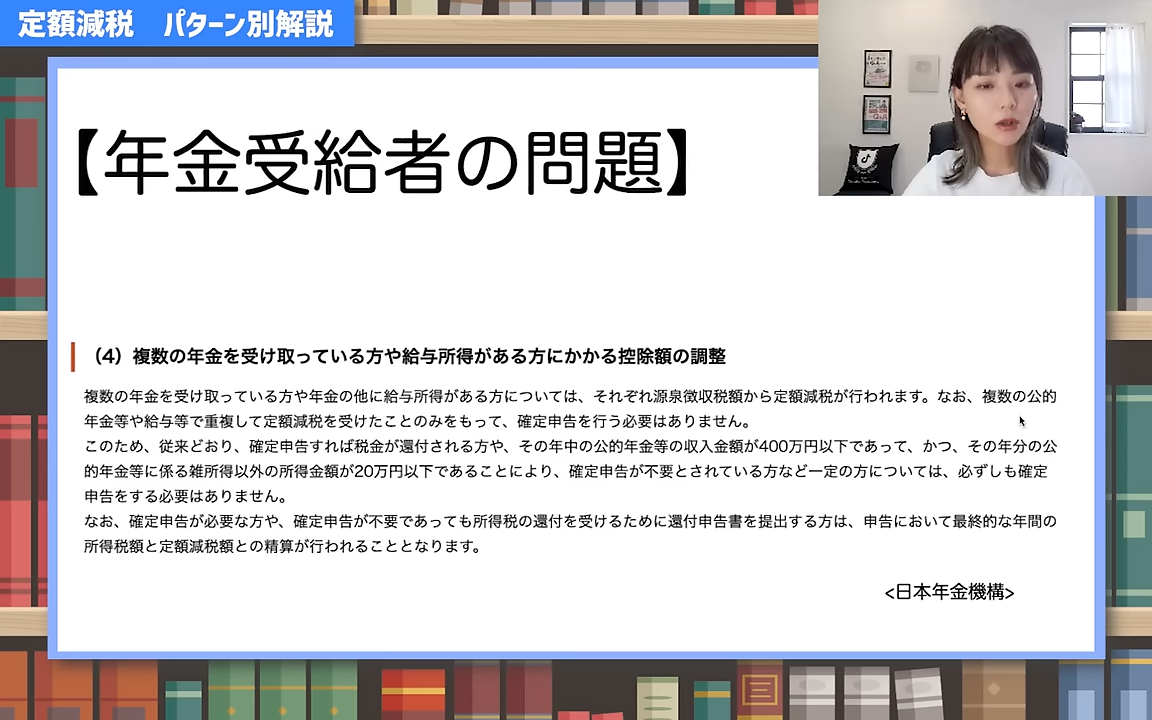 定額減税　パターン別解説
【年金受給者の問題】
（4）複数の年金を受け取っている方や給与所得がある方にかかる控除額の調整
複数の年金を受け取っている方や年金の他に給与所得がある方については、それぞれ源泉徴収税額から定額減税が行われます。なお、複数の公的
年金等や給与等で重複して定額減税を受けたことのみをもって、確定申告を行う必要はありません。
このため、従来どおり、確定申告すれば税金が還付される方や、その年中の公的年金等の収入金額が400万円以下であって、かつ、その年分の公
的年金等に係る雑所得以外の所得金額が20万円以下であることにより、確定申告が不要とされている方など一定の方については、必ずしも確定
申告をする必要はありません。
なお、確定申告が必要な方や、確定申告が不要であっても所得税の還付を受けるために還付申告書を提出する方は、申告において最終的な年間の
所得税額と定額減税額との精算が行われることとなります。
<日本年金機構>